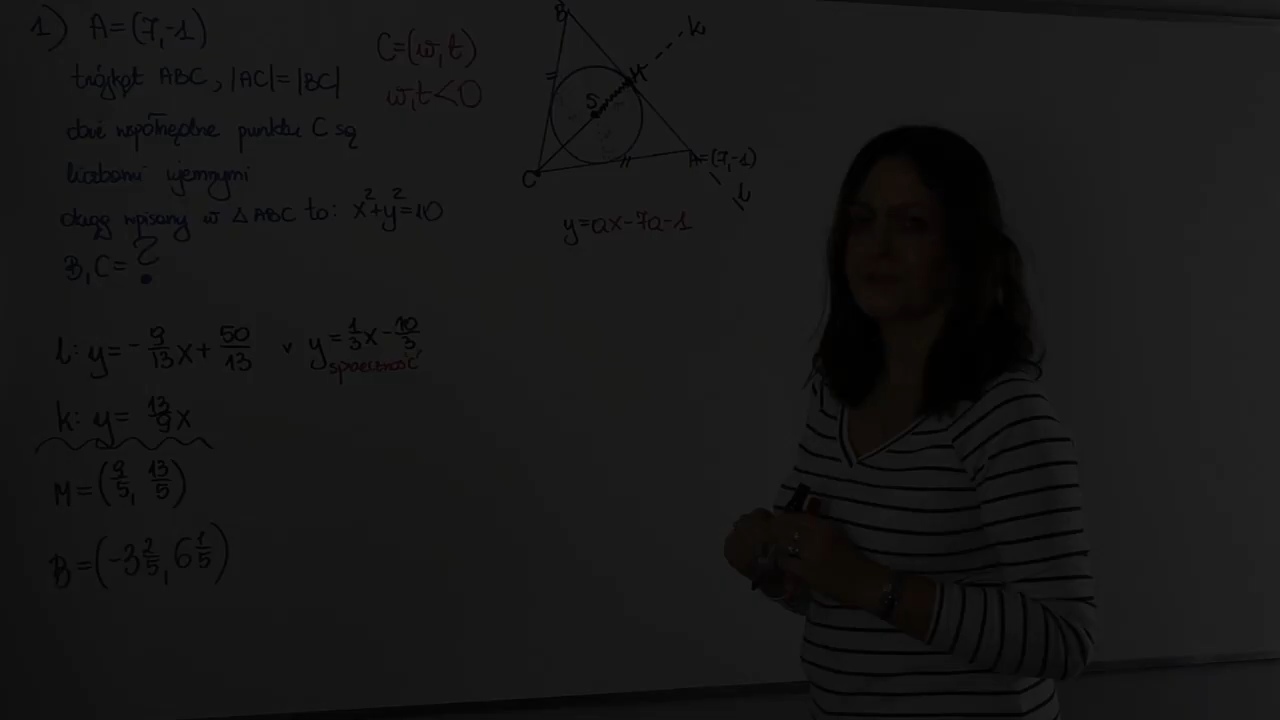 1) A=(7,-1)
trójkąt ABC, |AC|=|BC|
obie współrzędne punktu C są
liczbami ujemnymi
okrąg wpisany w △ABC to: x²+y²=10
B,C=?
C=(w,t)
w,t<0
B
k
M
S
C
A=(7,-1)
l
y=ax-7a-1
l: y=-9/13x+50/13 v y=1/3x-10/3
sprzeczność
k: y=13/9x
M=(9/5, 13/5)
B=(-3 2/5, 6 1/5)